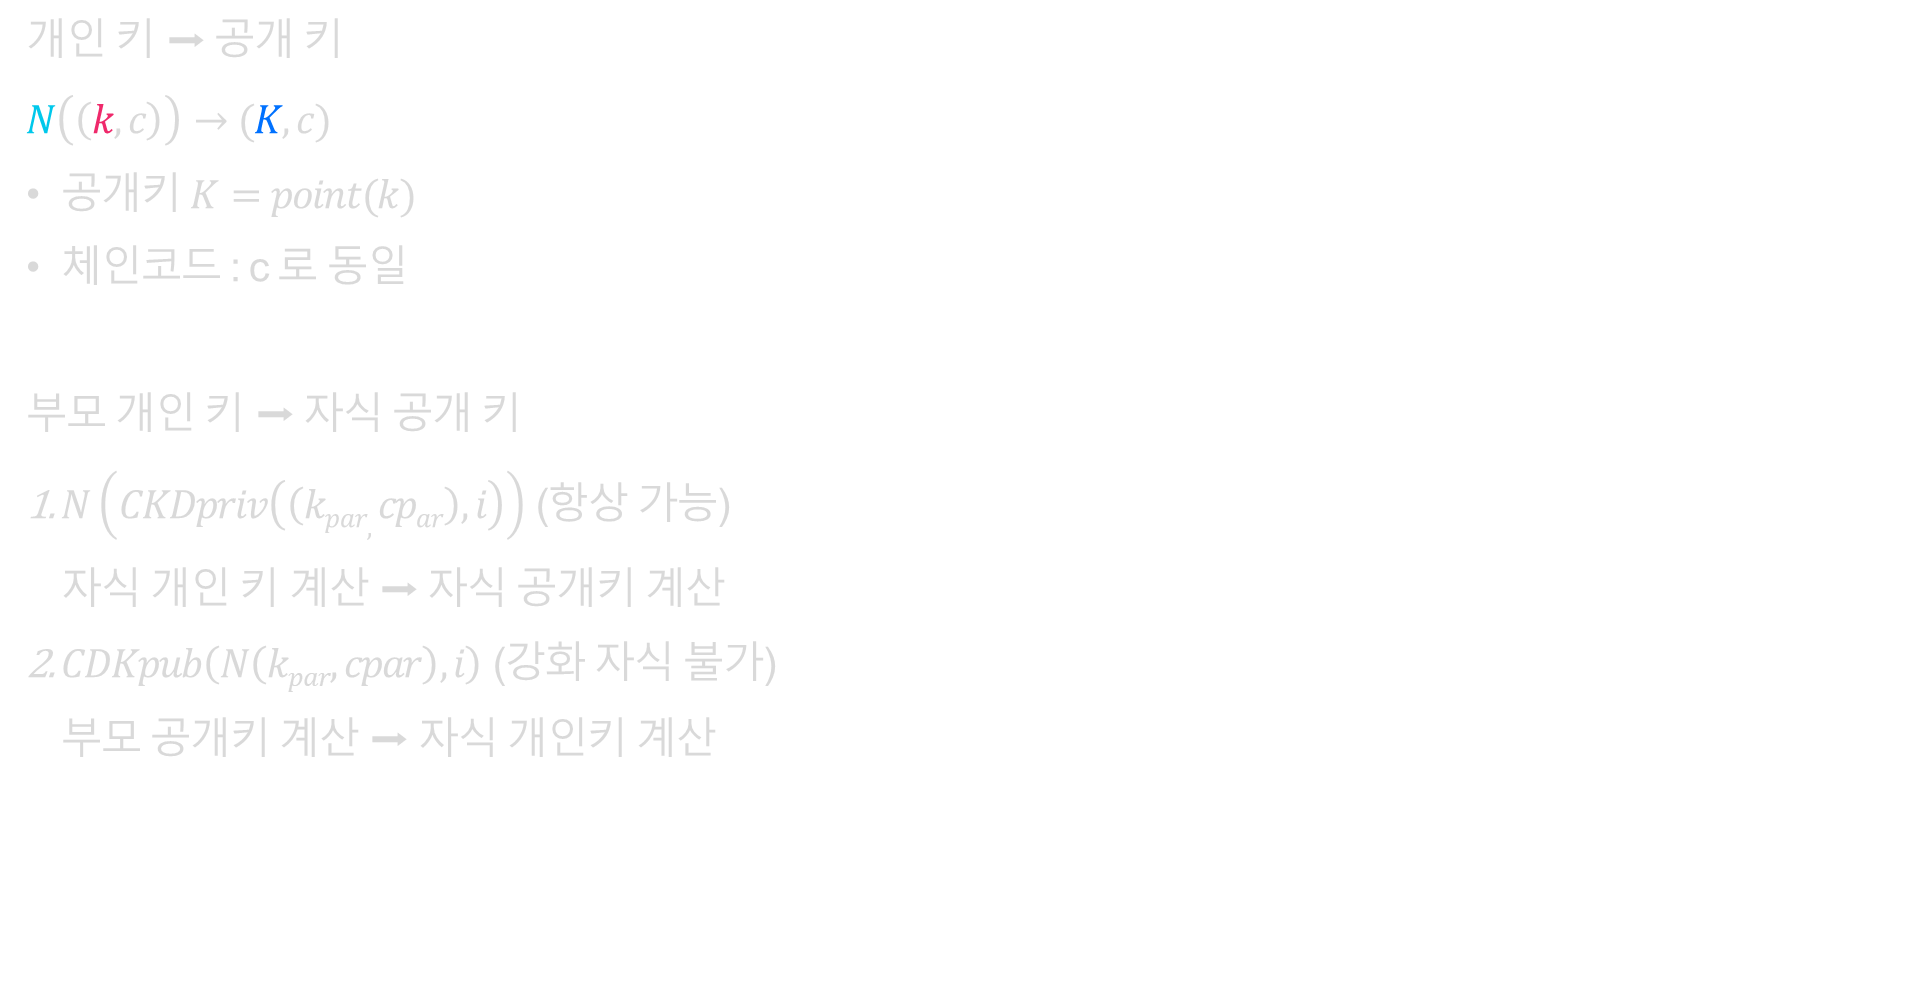 개인 키 ➡ 공개 키
N((k, c)) → (K, c)
• 공개키 K = point(k)
• 체인코드 : c 로 동일
부모 개인 키 ➡ 자식 공개 키
1. N(CKDpriv((k_par, cp_ar), i)) (항상 가능)
자식 개인 키 계산 ➡ 자식 공개키 계산
2. CDKpub(N(k_par, cpar), i) (강화 자식 불가)
부모 공개키 계산 ➡ 자식 개인키 계산